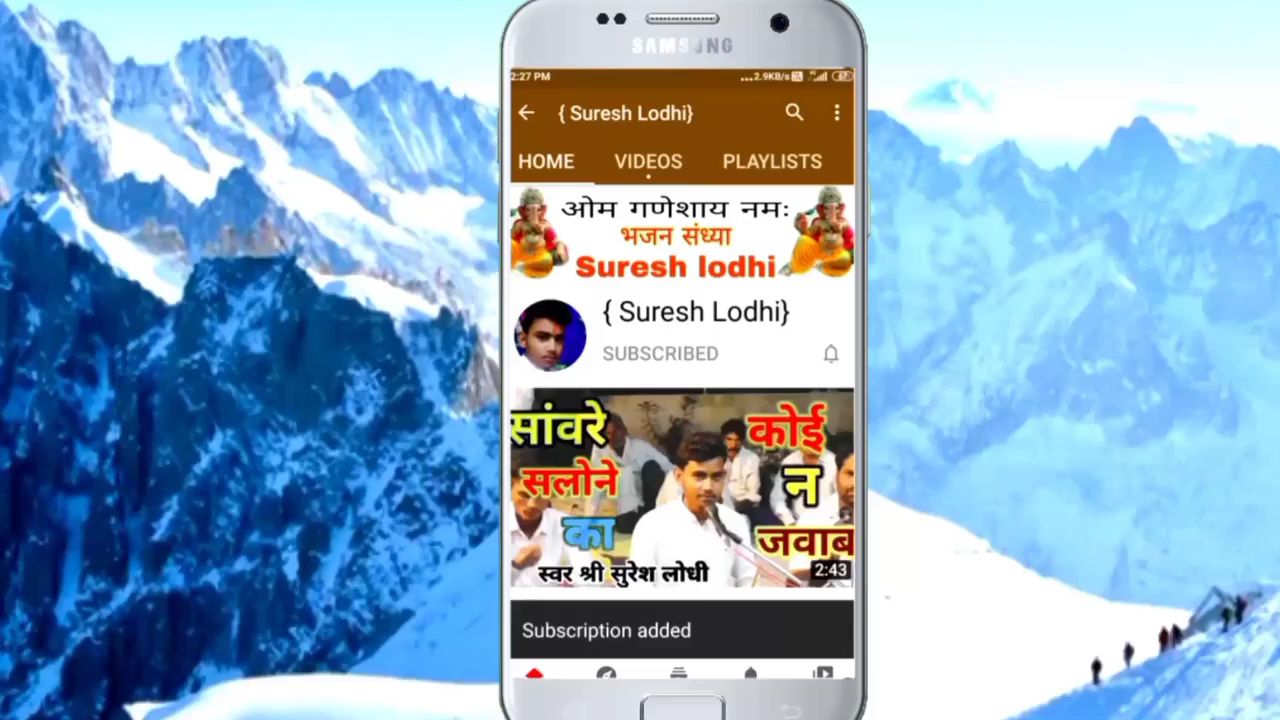 SAMSUNG
2:27 PM ...2.9KB/s 67
{ Suresh Lodhi}
HOME VIDEOS PLAYLISTS
ओम गणेशाय नमः
भजन संध्या
Suresh lodhi
{ Suresh Lodhi}
SUBSCRIBED
सांवरे कोई
सलोने न
का जवाब
स्वर श्री सुरेश लोधी 2:43
Subscription added